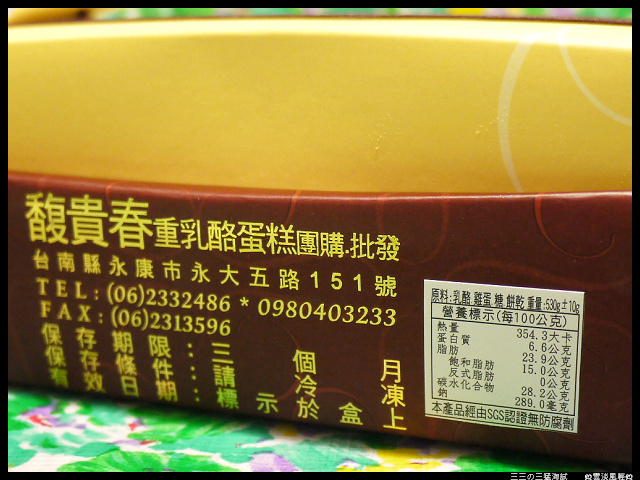 馥貴春重乳酪蛋糕團購.批發
台南縣永康市永大五路151號
TEL:(06)2332486 * 0980403233
FAX:(06)2313596
保存期限:三個月
保存條件:請冷凍
有效日期:標示於盒上
原料:乳酪 雞蛋 糖 餅乾 重量:530g±10g
營養標示(每100公克)
熱量 354.3大卡
蛋白質 6.6公克
脂肪 23.9公克
飽和脂肪 15.0公克
反式脂肪 0公克
碳水化合物 28.2公克
鈉 289.0毫克
本產品經由SGS認證無防腐劑